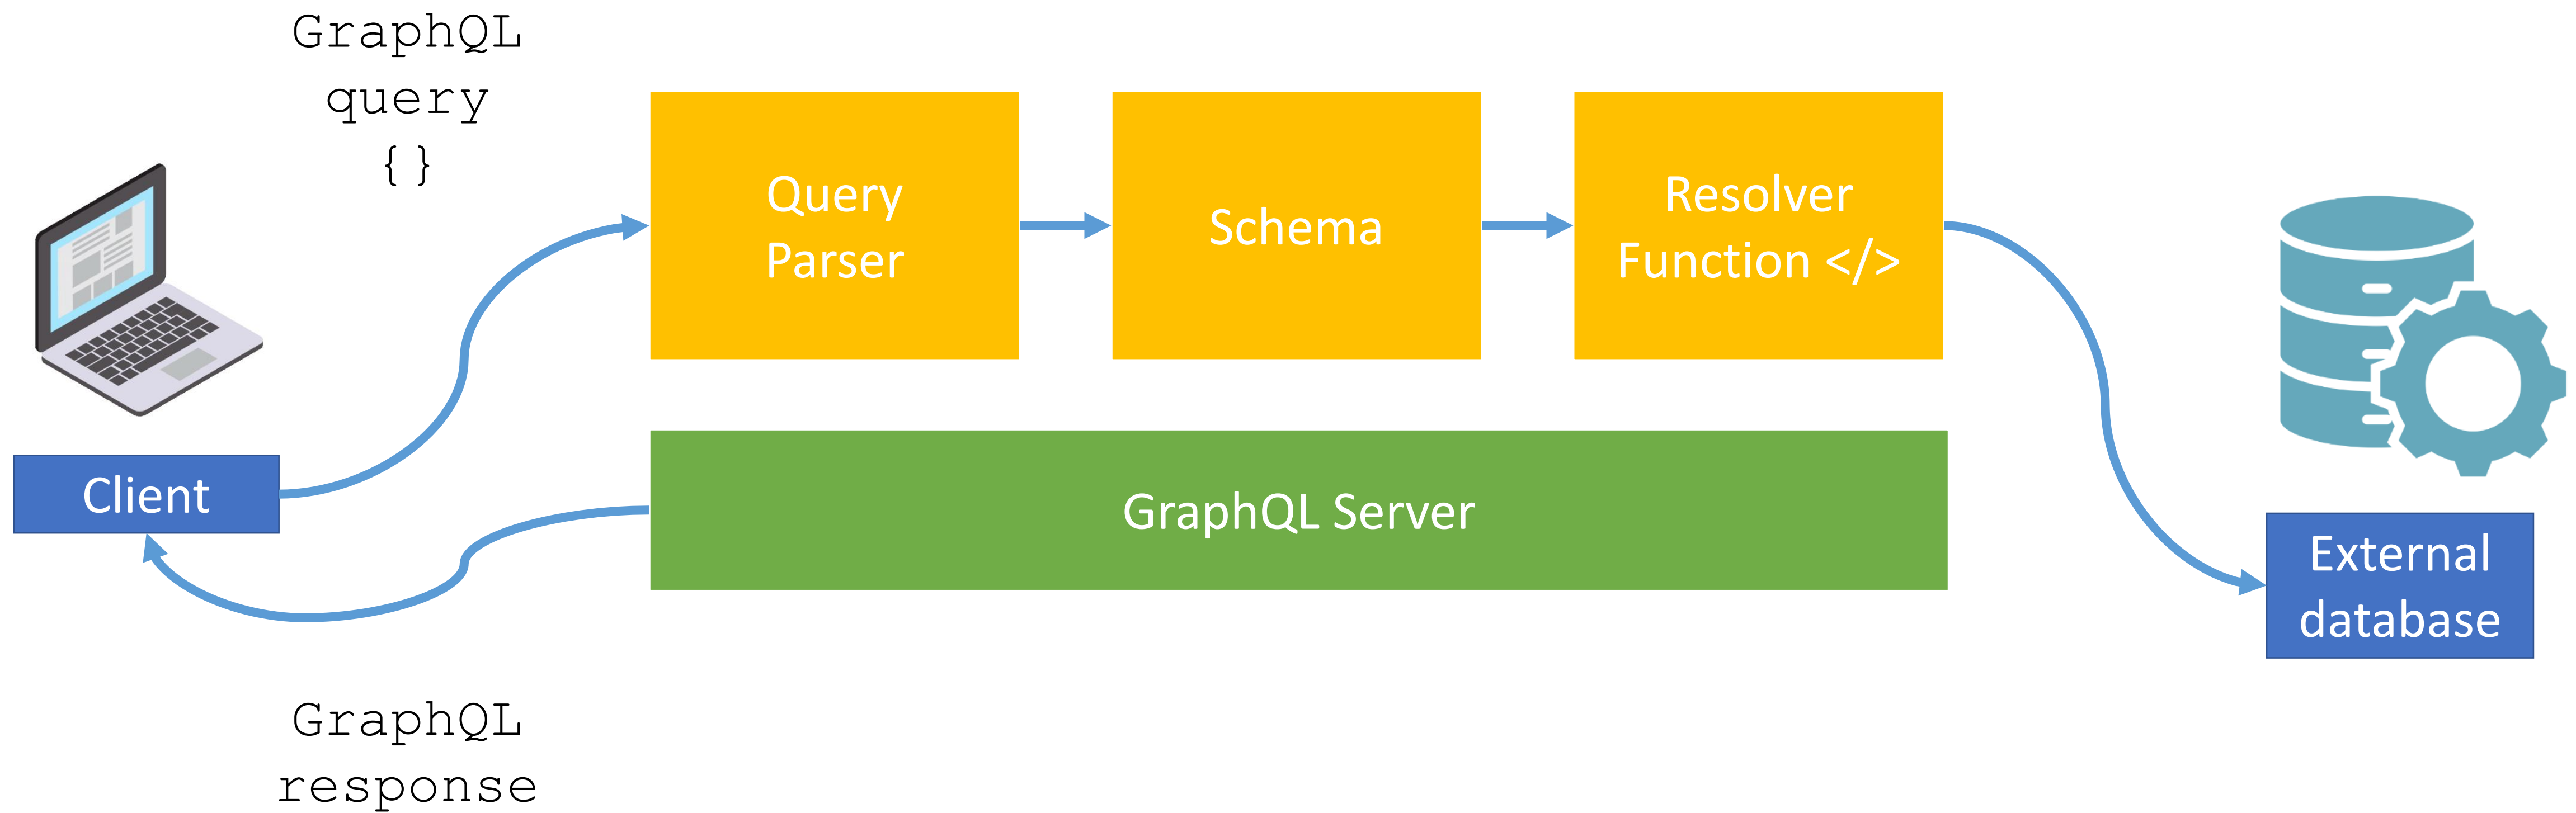 GraphQL
query
{}
Query
Parser
Schema
Resolver
Function </>
Client
GraphQL Server
External
database
GraphQL
response